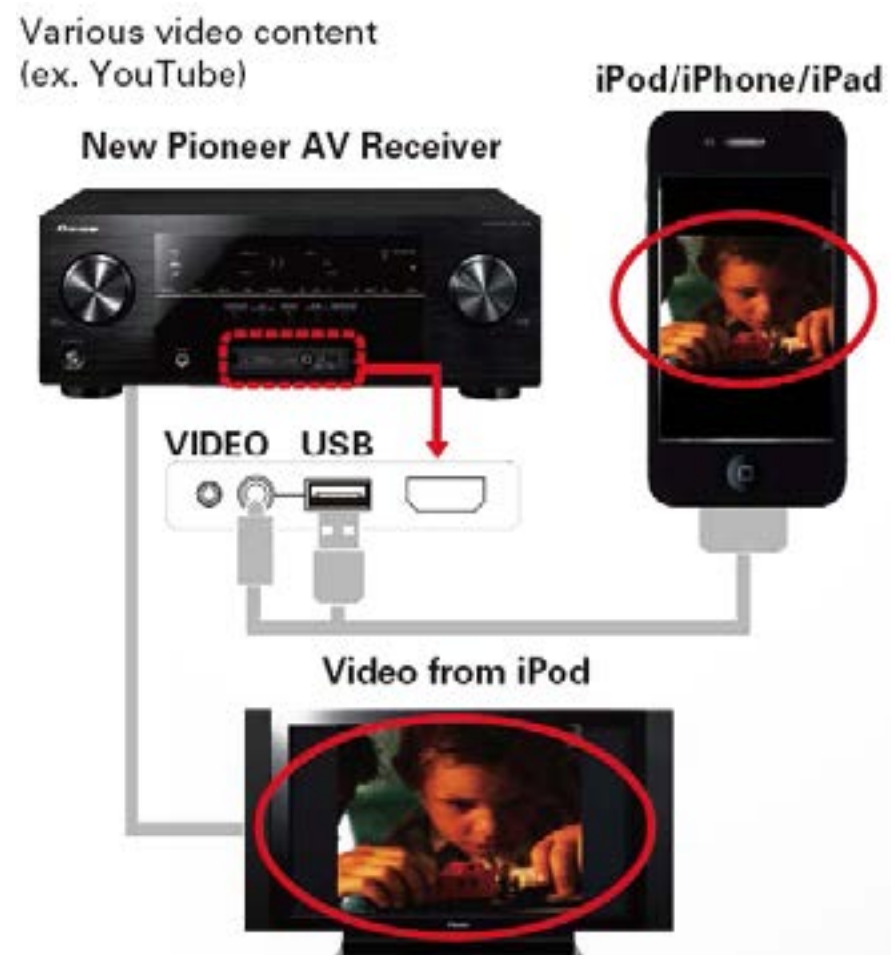 Various video content
(ex. YouTube)
iPod/iPhone/iPad
New Pioneer AV Receiver
VIDEO USB
Video from iPod